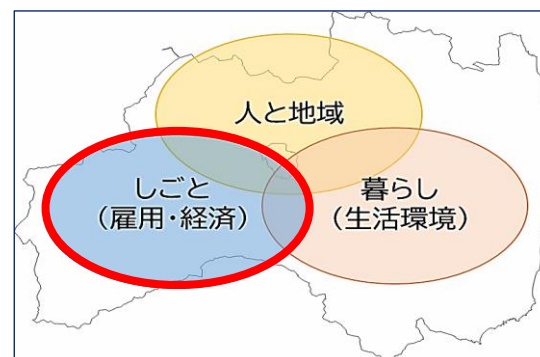 人と地域
しごと
（雇用・経済）
暮らし
（生活環境）